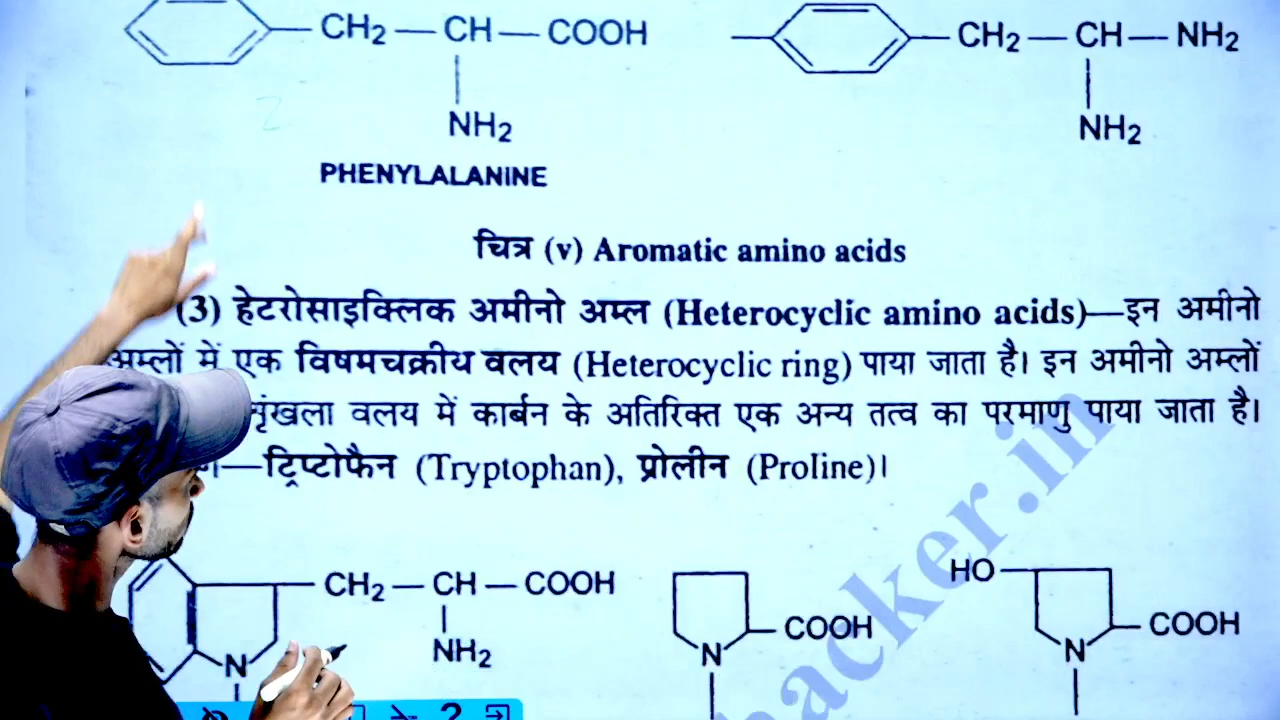 CH2—CH—COOH
—CH2—CH—NH2
NH2
NH2
PHENYLALANINE
चित्र (v) Aromatic amino acids
(3) हेटरोसाइक्लिक अमीनो अम्ल (Heterocyclic amino acids)—इन अमीनो
अम्लों में एक विषमचक्रीय वलय (Heterocyclic ring) पाया जाता है। इन अमीनो अम्लों
शृंखला वलय में कार्बन के अतिरिक्त एक अन्य तत्व का परमाणु पाया जाता है।
—ट्रिप्टोफैन (Tryptophan), प्रोलीन (Proline)।
CH2—CH—COOH
NH2
N
COOH
N
HO
COOH
N
backer.in